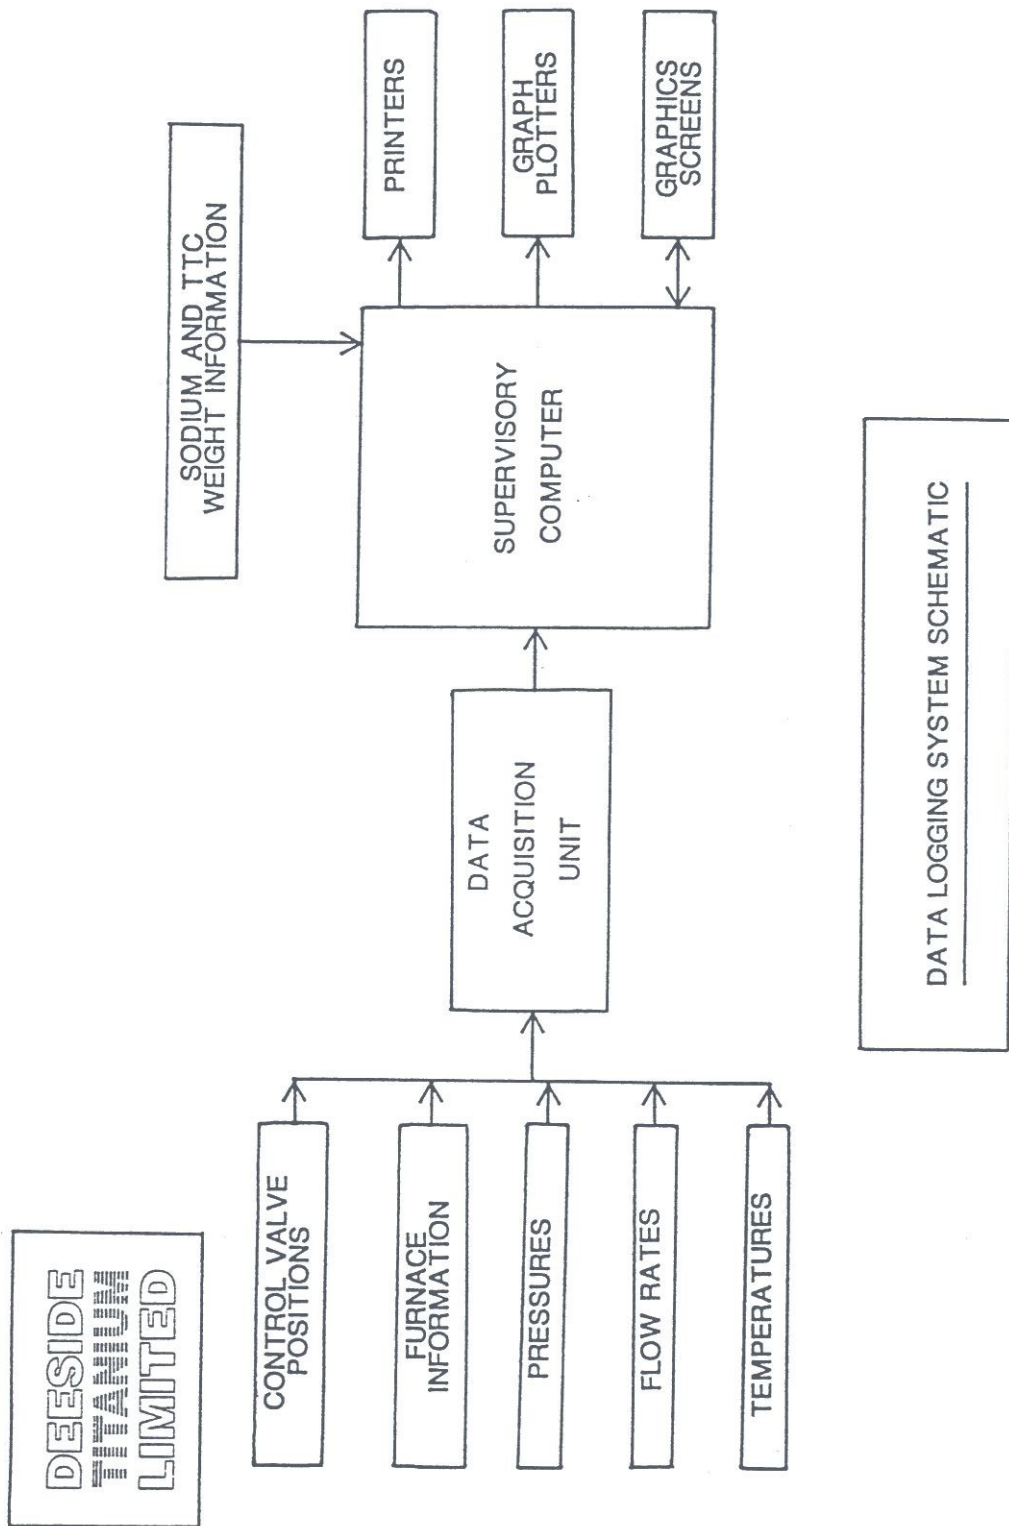 DEESIDE
TITANIUM
LIMITED
SODIUM AND TTC
WEIGHT INFORMATION
CONTROL VALVE
POSITIONS
FURNACE
INFORMATION
PRESSURES
FLOW RATES
TEMPERATURES
DATA
ACQUISITION
UNIT
SUPERVISORY
COMPUTER
PRINTERS
GRAPH
PLOTTERS
GRAPHICS
SCREENS
DATA LOGGING SYSTEM SCHEMATIC